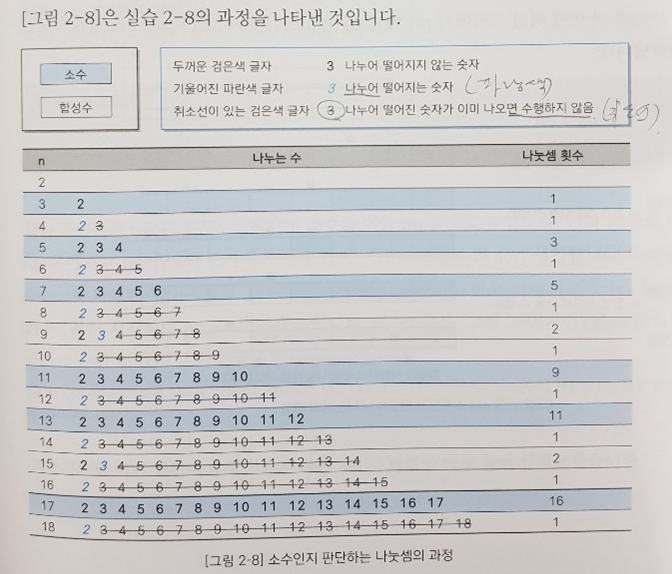 [그림 2-8]은 실습 2-8의 과정을 나타낸 것입니다.
소수
합성수
두꺼운 검은색 글자 3 나누어 떨어지지 않는 숫자
기울어진 파란색 글자 3 나누어 떨어지는 숫자 (파랑색)
취소선이 있는 검은색 글자 3 나누어 떨어진 숫자가 이미 나오면 수행하지 않음
n 나누는 수 나눗셈 횟수
2
3 2 1
4 2 3 1
5 2 3 4 3
6 2 3 4 5 1
7 2 3 4 5 6 5
8 2 3 4 5 6 7 1
9 2 3 4 5 6 7 8 2
10 2 3 4 5 6 7 8 9 1
11 2 3 4 5 6 7 8 9 10 9
12 2 3 4 5 6 7 8 9 10 11 1
13 2 3 4 5 6 7 8 9 10 11 12 11
14 2 3 4 5 6 7 8 9 10 11 12 13 1
15 2 3 4 5 6 7 8 9 10 11 12 13 14 2
16 2 3 4 5 6 7 8 9 10 11 12 13 14 15 1
17 2 3 4 5 6 7 8 9 10 11 12 13 14 15 16 17 16
18 2 3 4 5 6 7 8 9 10 11 12 13 14 15 16 17 18 1
[그림 2-8] 소수인지 판단하는 나눗셈의 과정